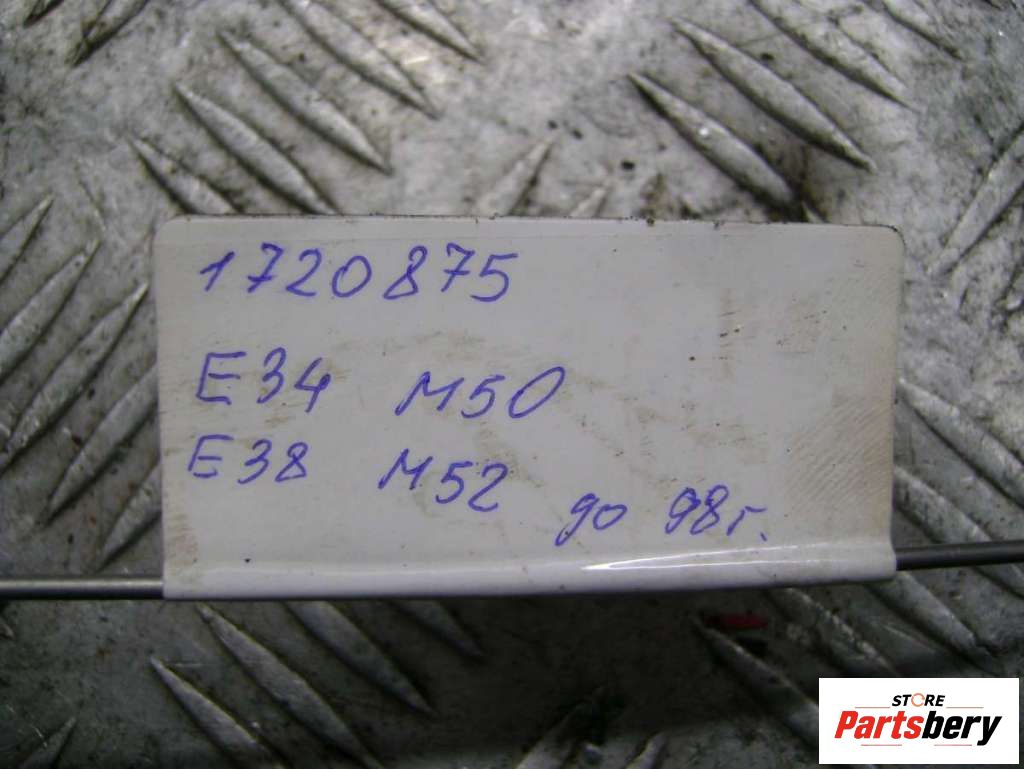 1720875
E34 M50
E38 M52 до 98г.
STORE
Partsbery